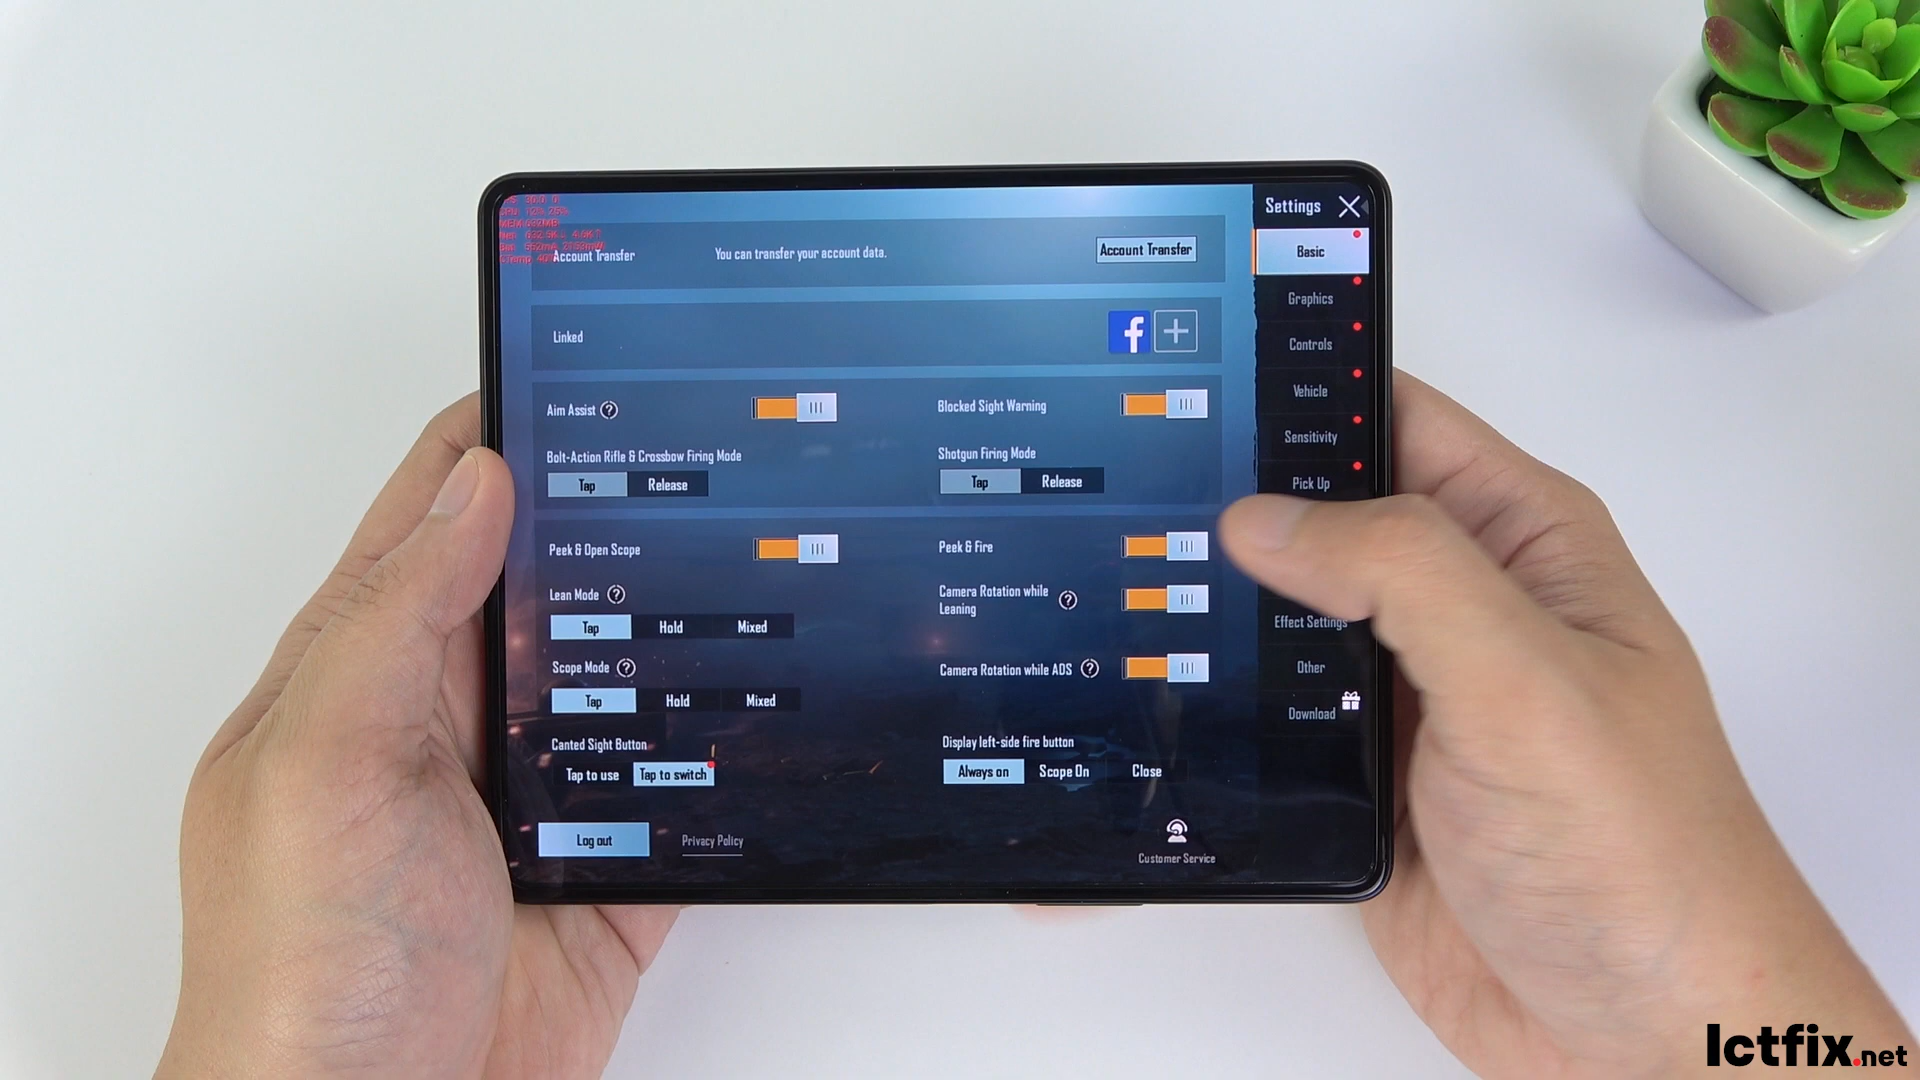 Settings
Basic
Account Transfer
You can transfer your account data.
Account Transfer
Graphics
Linked
Controls
Vehicle
Aim Assist ?
Blocked Sight Warning
Sensitivity
Bolt-Action Rifle & Crossbow Firing Mode
Shotgun Firing Mode
Tap Release
Tap Release
Pick Up
Peek & Open Scope
Peek & Fire
Lean Mode ?
Camera Rotation while
Leaning ?
Tap Hold Mixed
Effect Settings
Scope Mode ?
Camera Rotation while ADS ?
Other
Tap Hold Mixed
Download
Canted Sight Button
Display left-side fire button
Tap to use Tap to switch
Always on Scope On Close
Log out
Privacy Policy
Customer Service
Ictfix.net